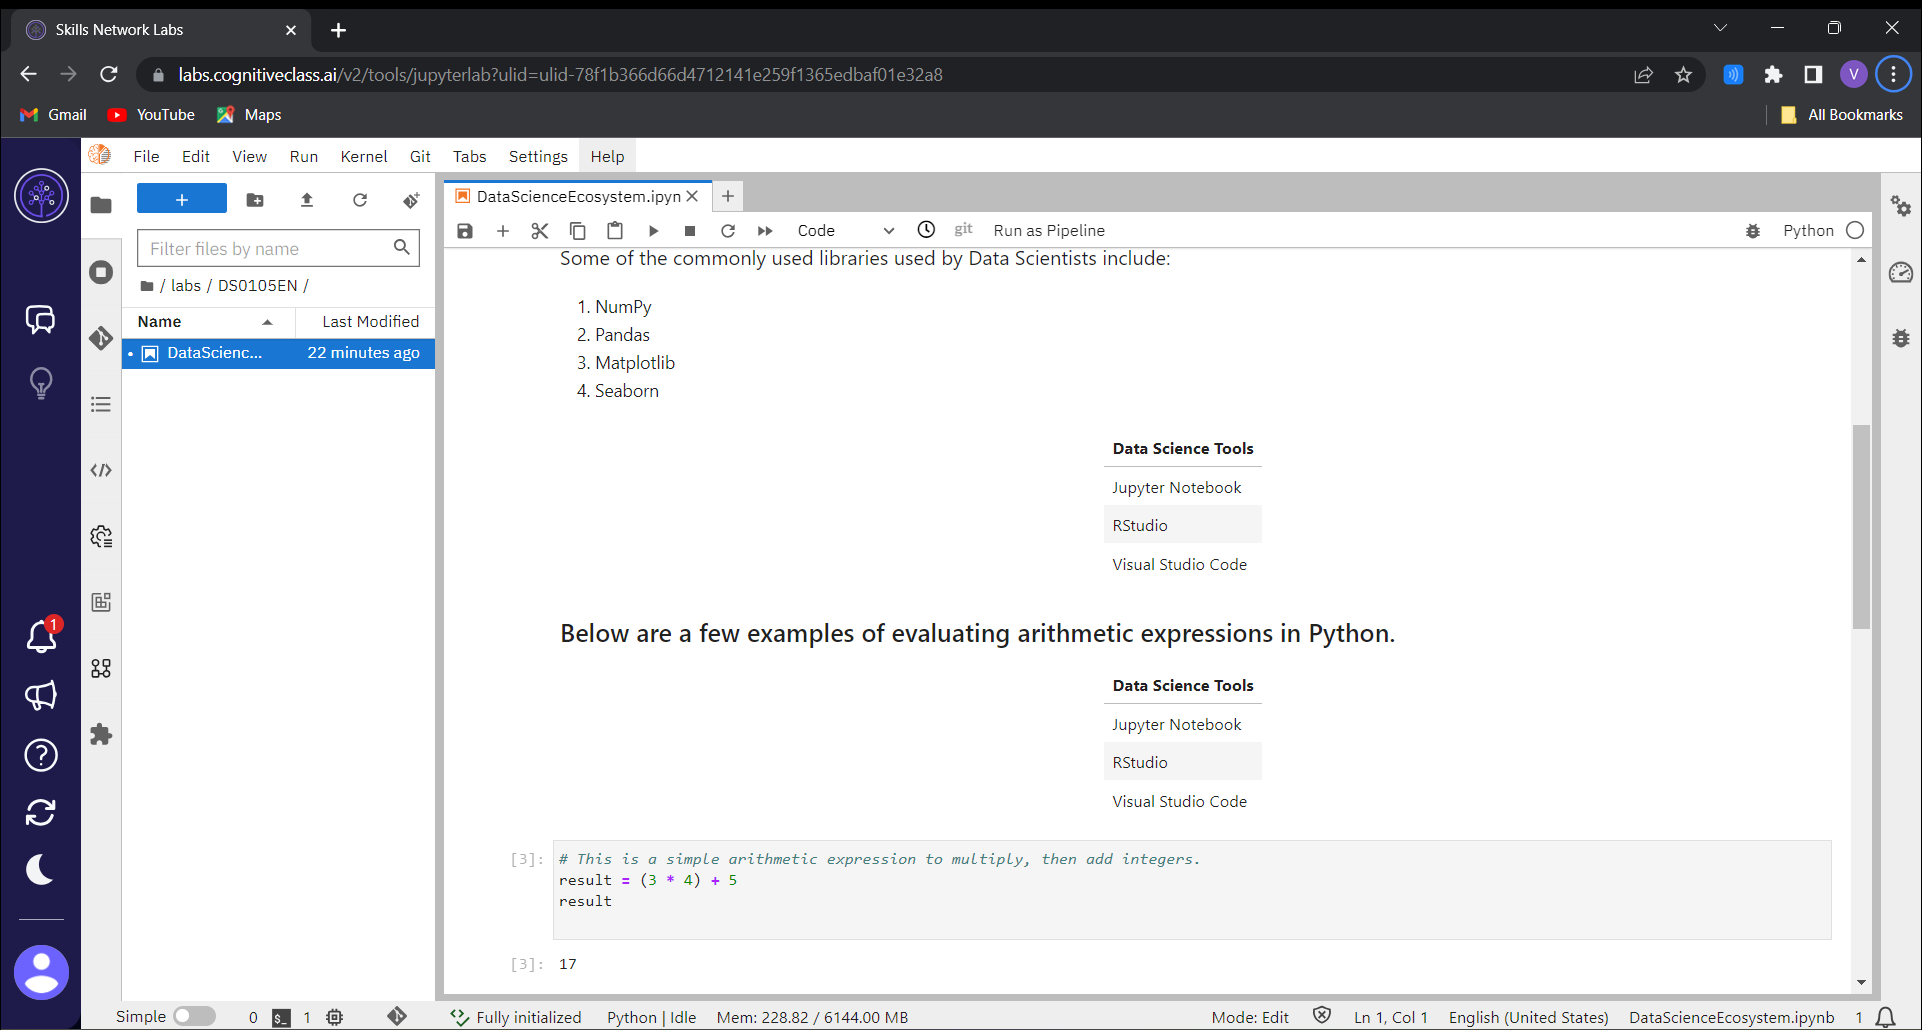 Skills Network Labs
labs.cognitiveclass.ai/v2/tools/jupyterlab?ulid=ulid-78f1b366d66d4712141e259f1365edbaf01e32a8
V
Gmail YouTube Maps All Bookmarks
File Edit View Run Kernel Git Tabs Settings Help
+
DataScienceEcosystem.ipyn
Code git Run as Pipeline Python
Filter files by name
/ labs / DS0105EN /
Name Last Modified
DataScienc... 22 minutes ago
Some of the commonly used libraries used by Data Scientists include:
1. NumPy
2. Pandas
3. Matplotlib
4. Seaborn
Data Science Tools
Jupyter Notebook
RStudio
Visual Studio Code
Below are a few examples of evaluating arithmetic expressions in Python.
Data Science Tools
Jupyter Notebook
RStudio
Visual Studio Code
[3]: # This is a simple arithmetic expression to multiply, then add integers.
result = (3 * 4) + 5
result
[3]: 17
1
Simple 0 $_ 1 Fully initialized Python | Idle Mem: 228.82 / 6144.00 MB Mode: Edit Ln 1, Col 1 English (United States) DataScienceEcosystem.ipynb 1